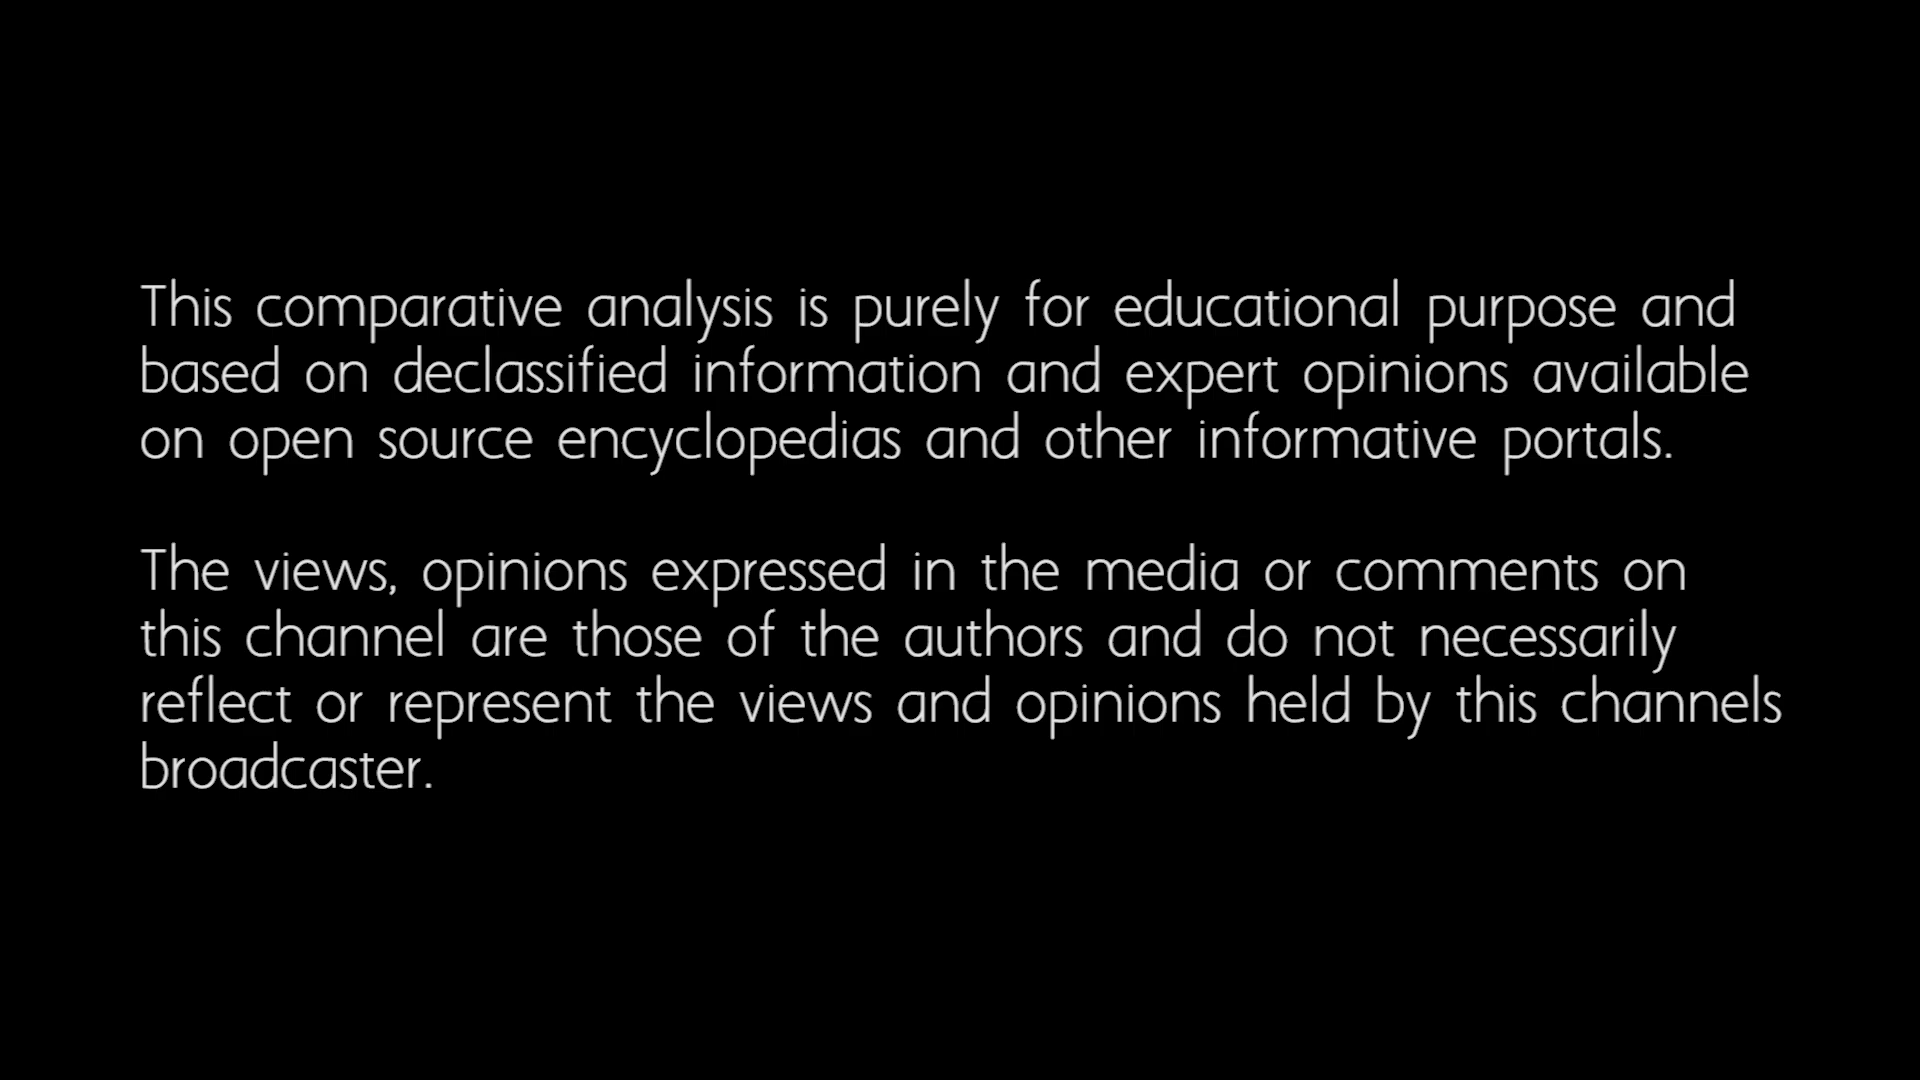 This comparative analysis is purely for educational purpose and
based on declassified information and expert opinions available
on open source encyclopedias and other informative portals.
The views, opinions expressed in the media or comments on
this channel are those of the authors and do not necessarily
reflect or represent the views and opinions held by this channels
broadcaster.